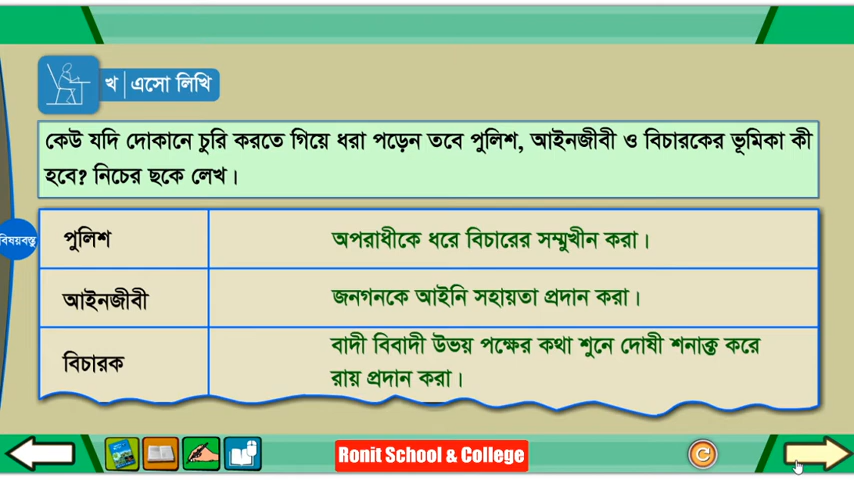 খ | এসো লিখি
কেউ যদি দোকানে চুরি করতে গিয়ে ধরা পড়েন তবে পুলিশ, আইনজীবী ও বিচারকের ভূমিকা কী
হবে? নিচের ছকে লেখ।
বিষয়বস্তু
পুলিশ অপরাধীকে ধরে বিচারের সম্মুখীন করা।
আইনজীবী জনগনকে আইনি সহায়তা প্রদান করা।
বিচারক বাদী বিবাদী উভয় পক্ষের কথা শুনে দোষী শনাক্ত করে
রায় প্রদান করা।
Ronit School & College